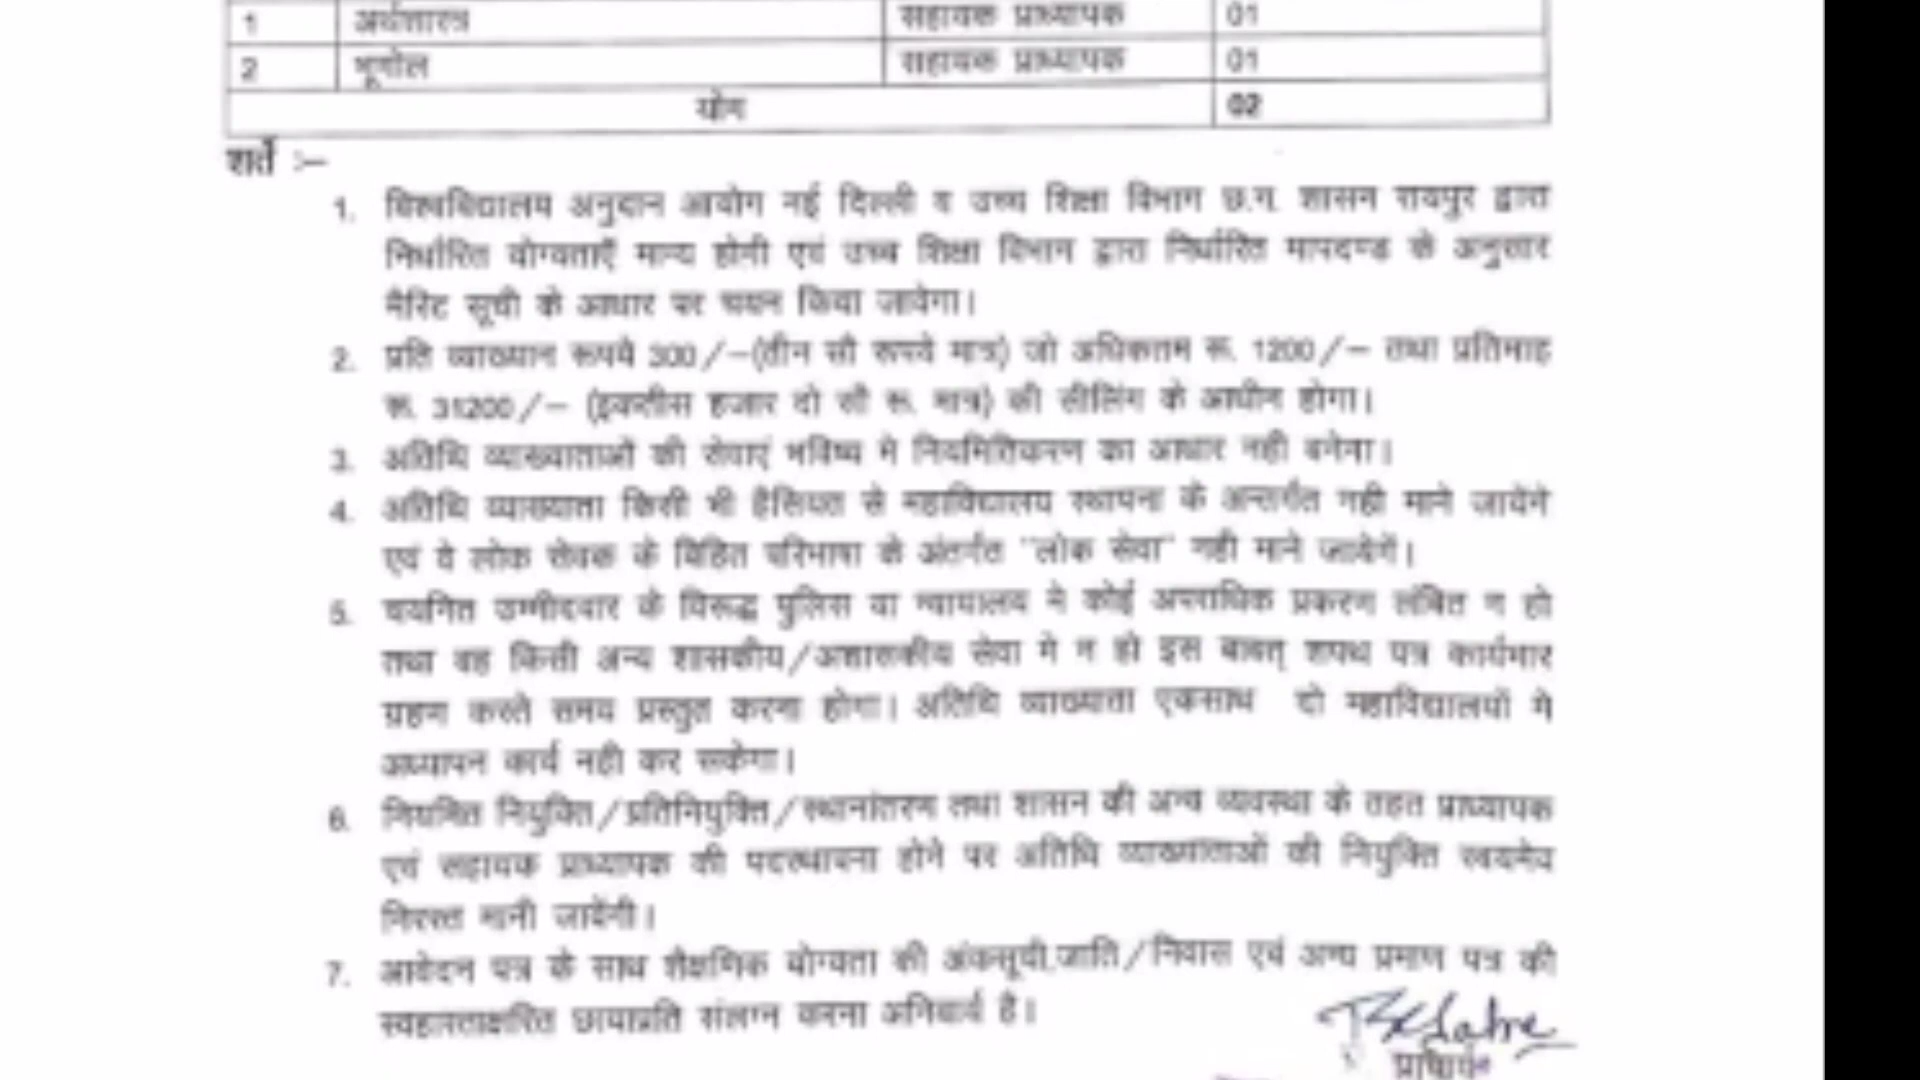 1 अर्थशास्त्र सहायक प्राध्यापक 01
2 भूगोल सहायक प्राध्यापक 01
योग 02
शर्ते :–
1. विश्वविद्यालय अनुदान आयोग नई दिल्ली व उच्च शिक्षा विभाग छ.ग. शासन रायपुर द्वारा
निर्धारित योग्यताएँ मान्य होगी एवं उच्च शिक्षा विभाग द्वारा निर्धारित मापदण्ड के अनुसार
मैरिट सूची के आधार पर चयन किया जावेगा।
2. प्रति व्याख्यान रूपये 300/–(तीन सौ रूपये मात्र) जो अधिकतम रू. 1200/– तथा प्रतिमाह
रू. 31200/– (इकतीस हजार दो सौ रू. मात्र) की सीलिंग के आधीन होगा।
3. अतिथि व्याख्याताओं की सेवाएं भविष्य मे नियमितिकरण का आधार नही बनेगा।
4. अतिथि व्याख्याता किसी भी हैसियत से महाविद्यालय स्थापना के अन्तर्गत नही माने जायेंगे
एवं वे लोक सेवक के विहित परिभाषा के अंतर्गत "लोक सेवा" नही माने जावेगें।
5. चयनित उम्मीदवार के विरूद्ध पुलिस या न्यायालय मे कोई अपराधिक प्रकरण लंबित न हो
तथा वह किसी अन्य शासकीय/अशासकीय सेवा मे न हो इस बाबत् शपथ पत्र कार्यभार
ग्रहण करते समय प्रस्तुत करना होगा। अतिथि व्याख्याता एकसाथ दो महाविद्यालयों मे
अध्यापन कार्य नही कर सकेगा।
6. नियमित नियुक्ति/प्रतिनियुक्ति/स्थानांतरण तथा शासन की अन्य व्यवस्था के तहत प्राध्यापक
एवं सहायक प्राध्यापक की पदस्थापना होने पर अतिथि व्याख्याताओं की नियुक्ति स्वयमेव
निरस्त मानी जायेंगी।
7. आवेदन पत्र के साथ शैक्षणिक योग्यता की अंकसूची,जाति/निवास एवं अन्य प्रमाण पत्र की
स्वहस्ताक्षरित छायाप्रति संलग्न करना अनिवार्य है।
प्राचार्य